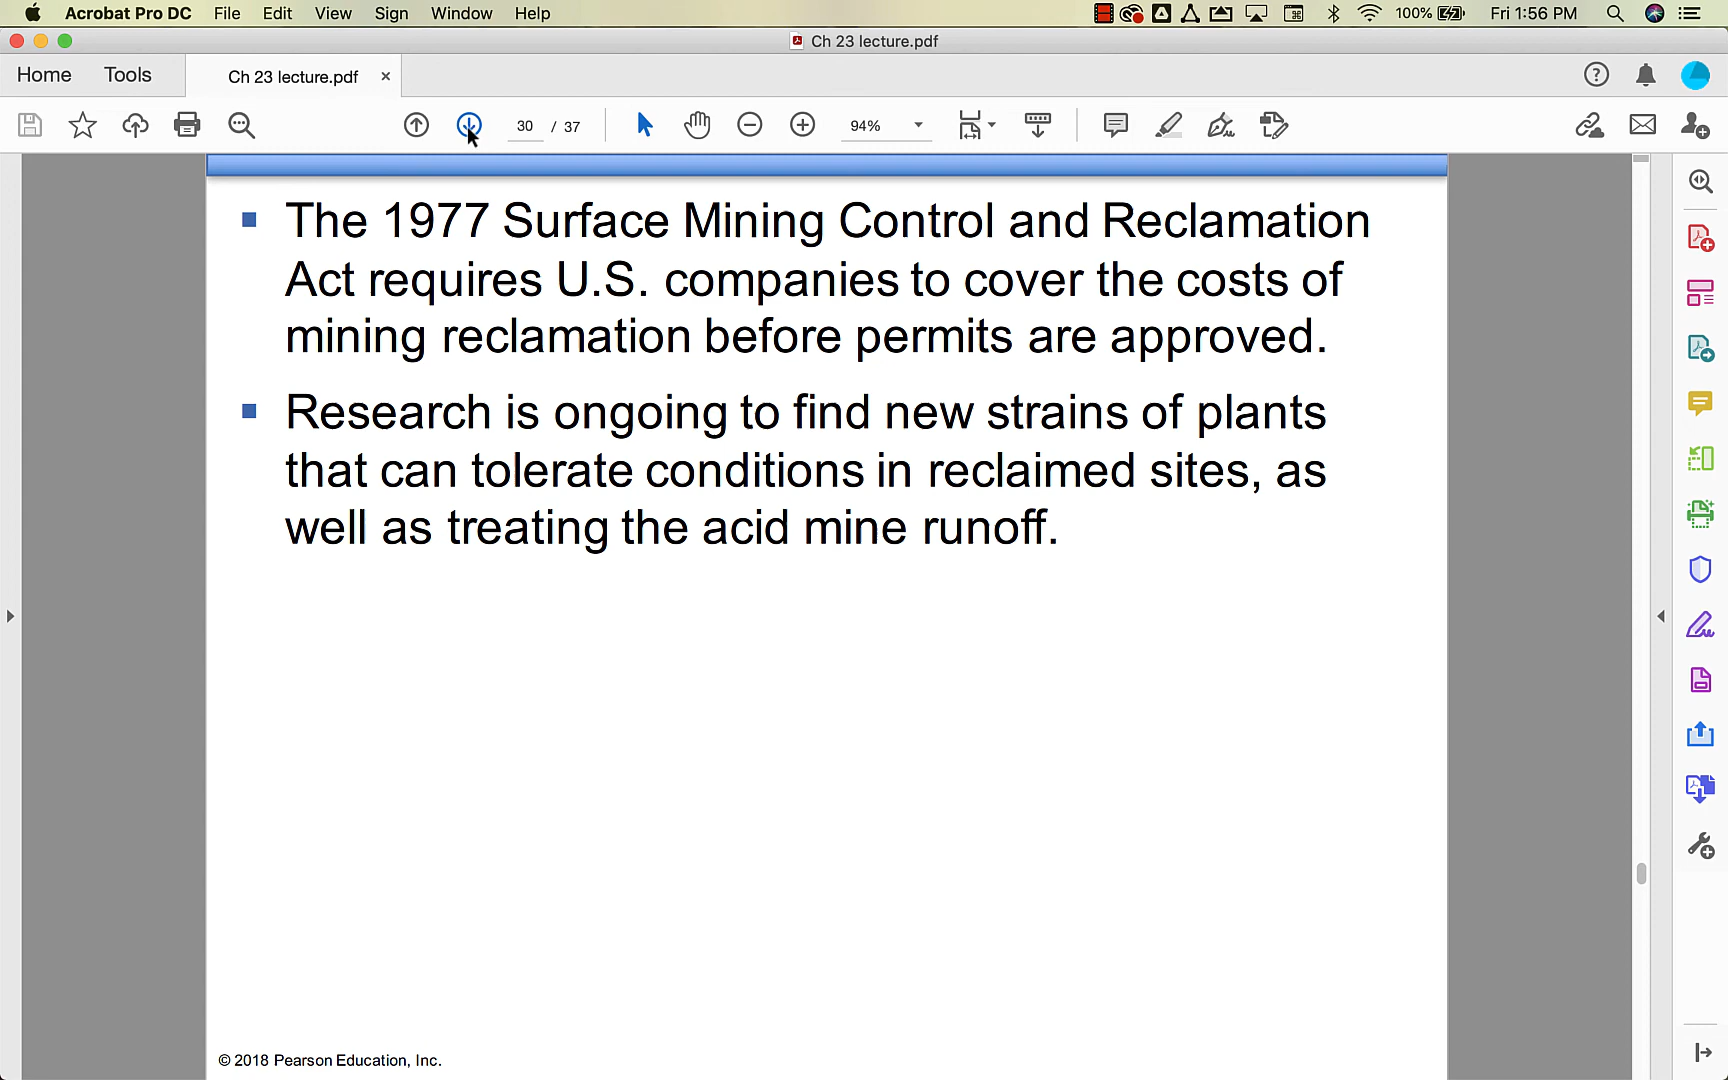 Acrobat Pro DC File Edit View Sign Window Help 100% Fri 1:56 PM
Ch 23 lecture.pdf
Home Tools Ch 23 lecture.pdf ×
30 / 37 94%
The 1977 Surface Mining Control and Reclamation
Act requires U.S. companies to cover the costs of
mining reclamation before permits are approved.
Research is ongoing to find new strains of plants
that can tolerate conditions in reclaimed sites, as
well as treating the acid mine runoff.
© 2018 Pearson Education, Inc.